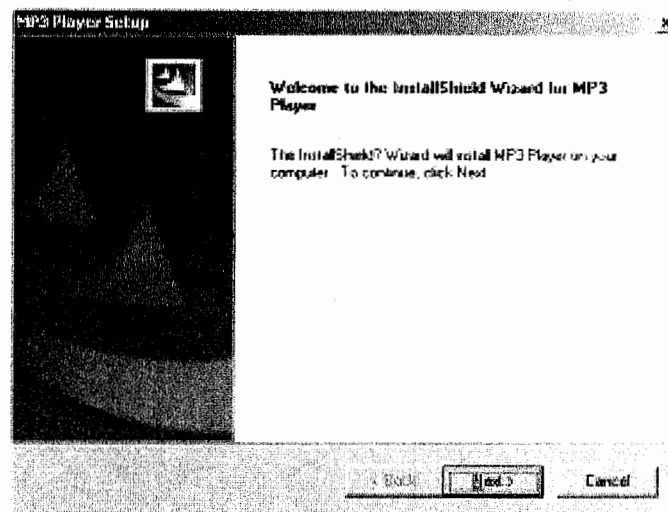 MP3 Player Setup
Welcome to the InstallShield Wizard for MP3
Player
The InstallShield? Wizard will install MP3 Player on your
computer. To continue, click Next
< Back
Next >
Cancel